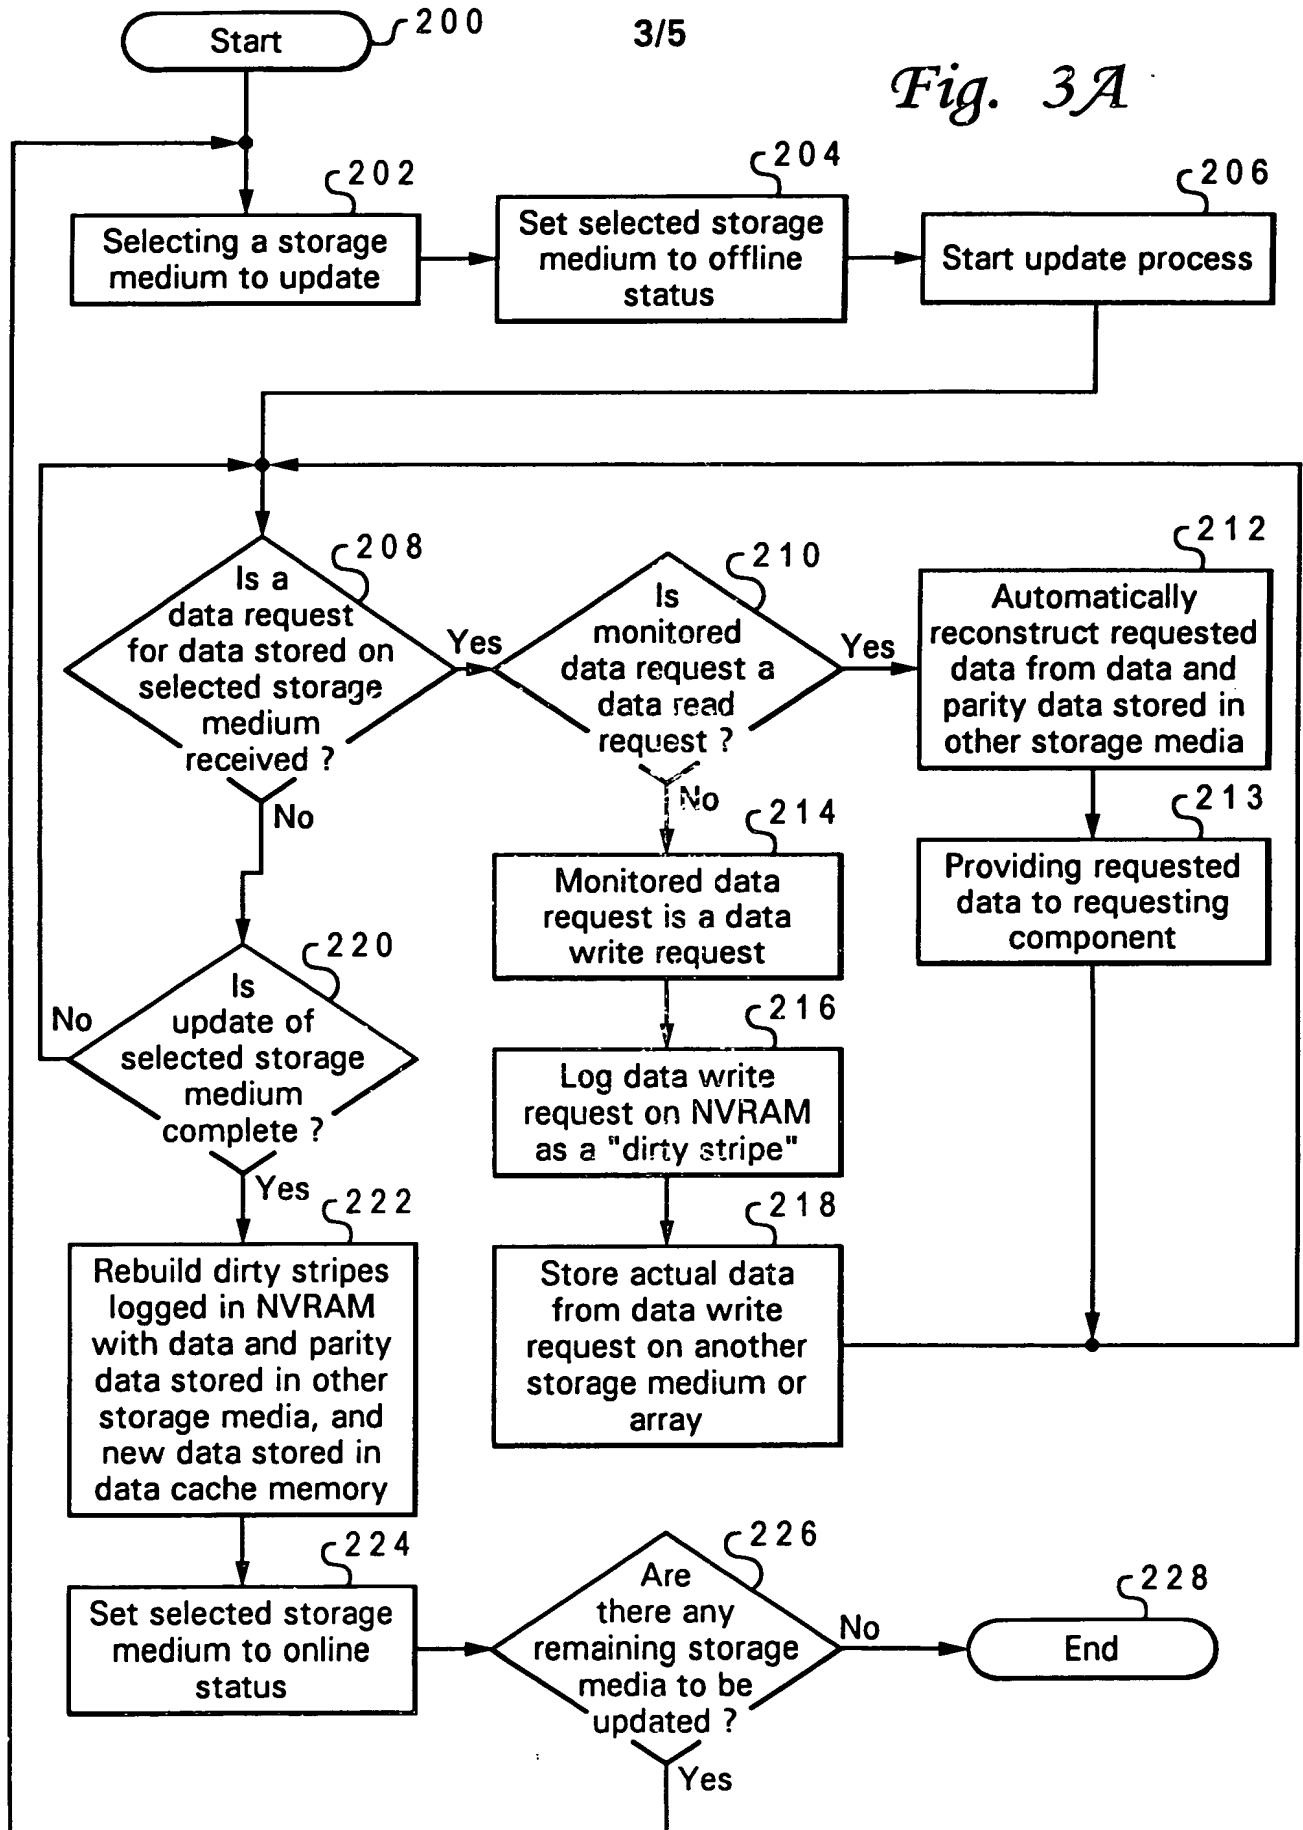 Start
200
3/5
Fig. 3A
202
Selecting a storage
medium to update
204
Set selected storage
medium to offline
status
206
Start update process
208
Is a
data request
for data stored on
selected storage
medium
received ?
Yes
No
210
Is
monitored
data request a
data read
request ?
Yes
No
212
Automatically
reconstruct requested
data from data and
parity data stored in
other storage media
213
Providing requested
data to requesting
component
214
Monitored data
request is a data
write request
216
Log data write
request on NVRAM
as a "dirty stripe"
218
Store actual data
from data write
request on another
storage medium or
array
220
Is
update of
selected storage
medium
complete ?
No
Yes
222
Rebuild dirty stripes
logged in NVRAM
with data and parity
data stored in other
storage media, and
new data stored in
data cache memory
224
Set selected storage
medium to online
status
226
Are
there any
remaining storage
media to be
updated ?
No
Yes
228
End